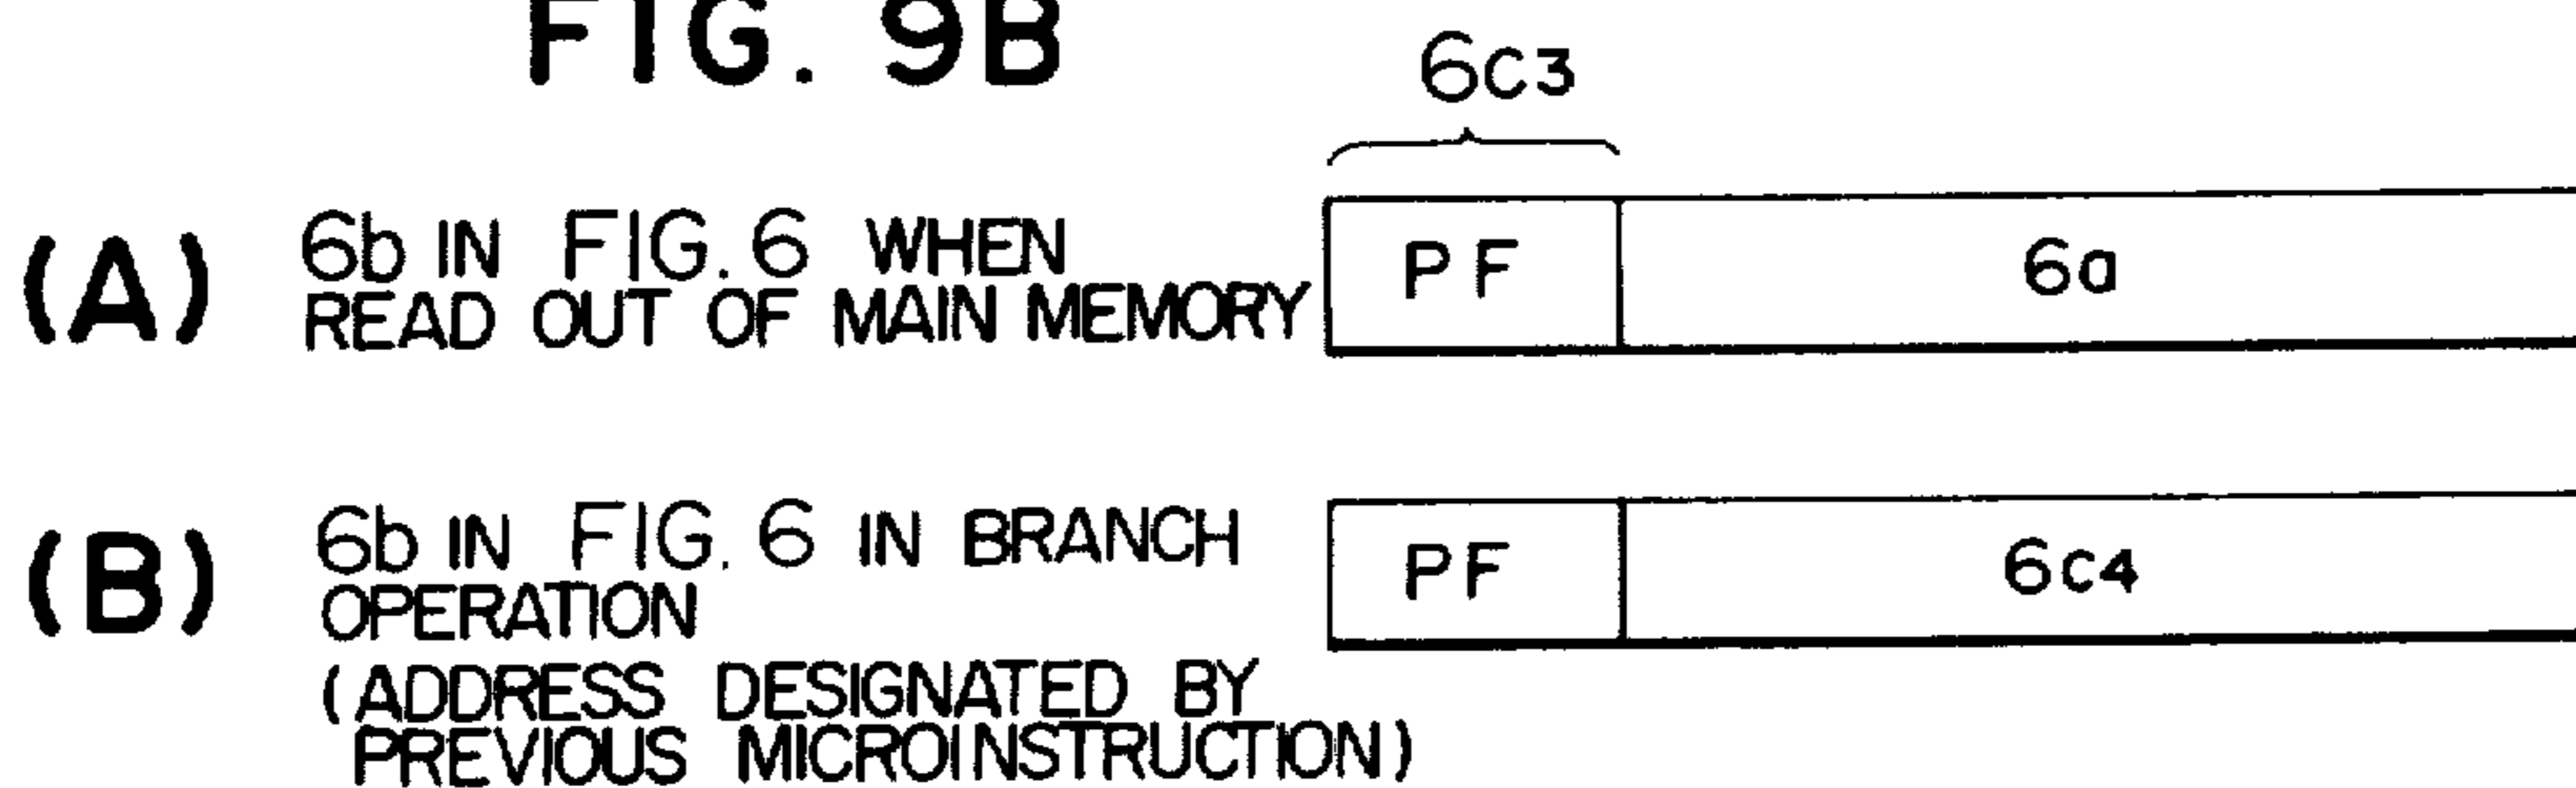 FIG. 9B
6c3
(A) 6b IN FIG. 6 WHEN
READ OUT OF MAIN MEMORY
PF 6a
(B) 6b IN FIG. 6 IN BRANCH
OPERATION
(ADDRESS DESIGNATED BY
PREVIOUS MICROINSTRUCTION)
PF 6c4